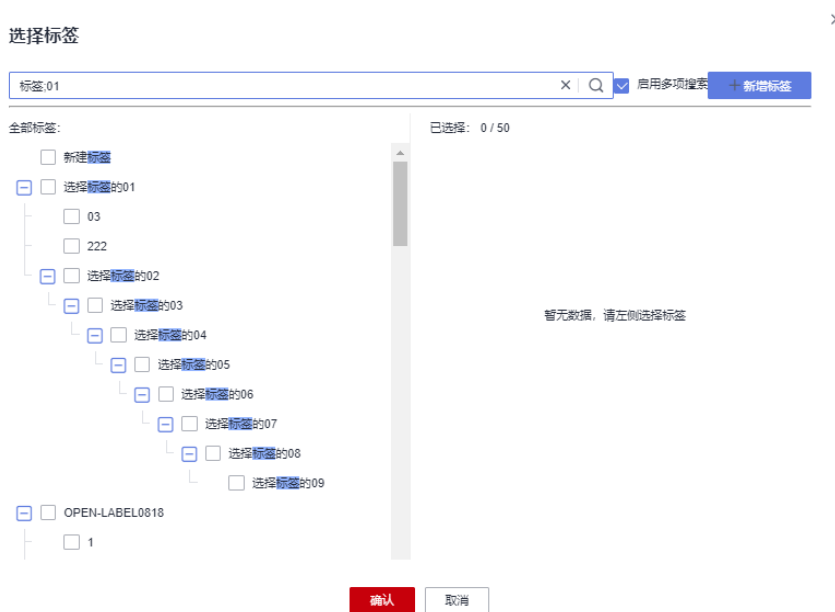 选择标签
标签;01
启用多项搜索
新增标签
全部标签：
已选择： 0 / 50
新建标签
选择标签的01
03
222
选择标签的02
选择标签的03
暂无数据，请左侧选择标签
选择标签的04
选择标签的05
选择标签的06
选择标签的07
选择标签的08
选择标签的09
OPEN-LABEL0818
1
确认
取消